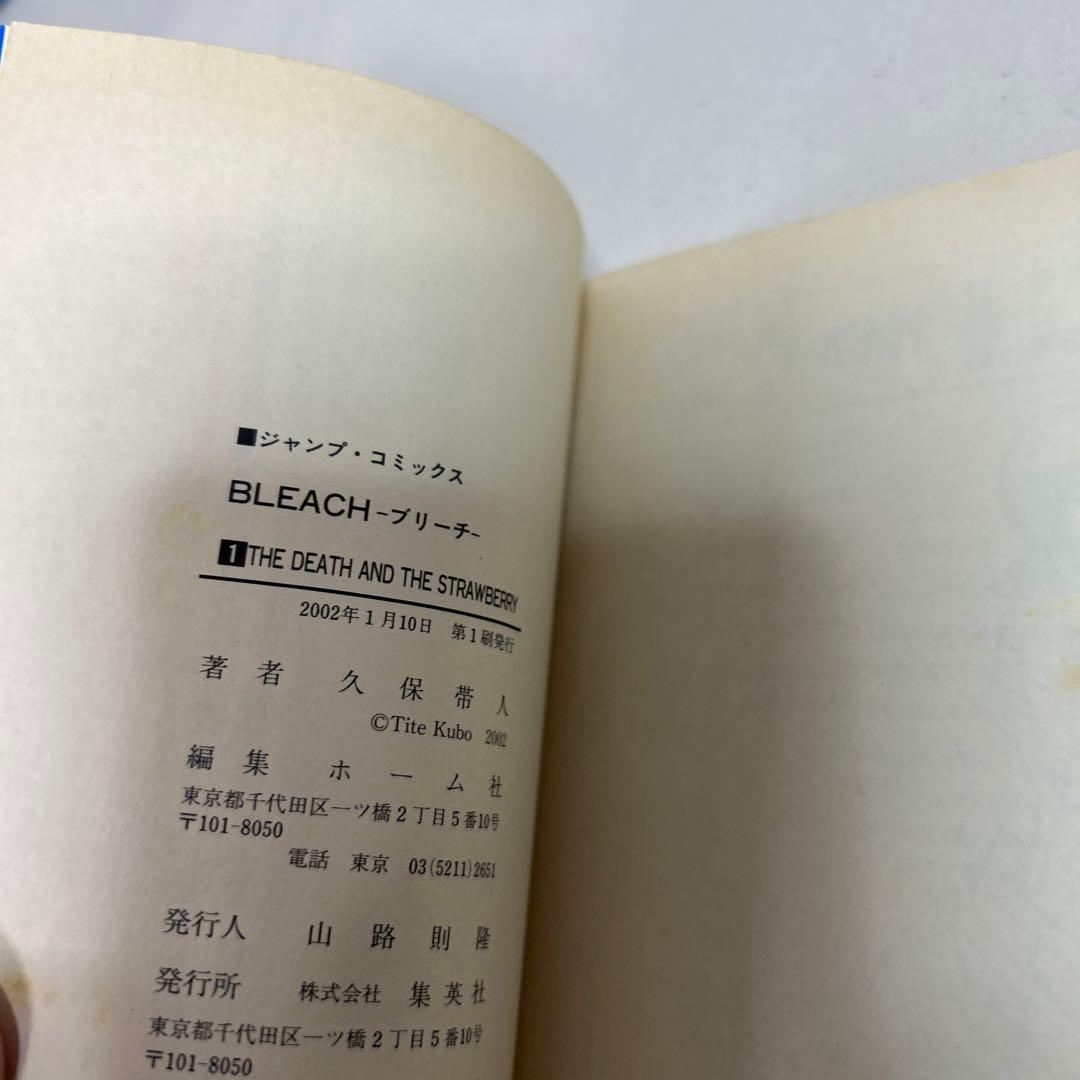 ■ジャンプ・コミックス
BLEACH-ブリーチ-
1 THE DEATH AND THE STRAWBERRY
2002年1月10日 第1刷発行
著者 久保帯人
©Tite Kubo 2002
編集 ホーム社
東京都千代田区一ツ橋2丁目5番10号
〒101-8050
電話 東京 03(5211)2651
発行人 山路則隆
発行所 株式会社 集英社
東京都千代田区一ツ橋2丁目5番10号
〒101-8050